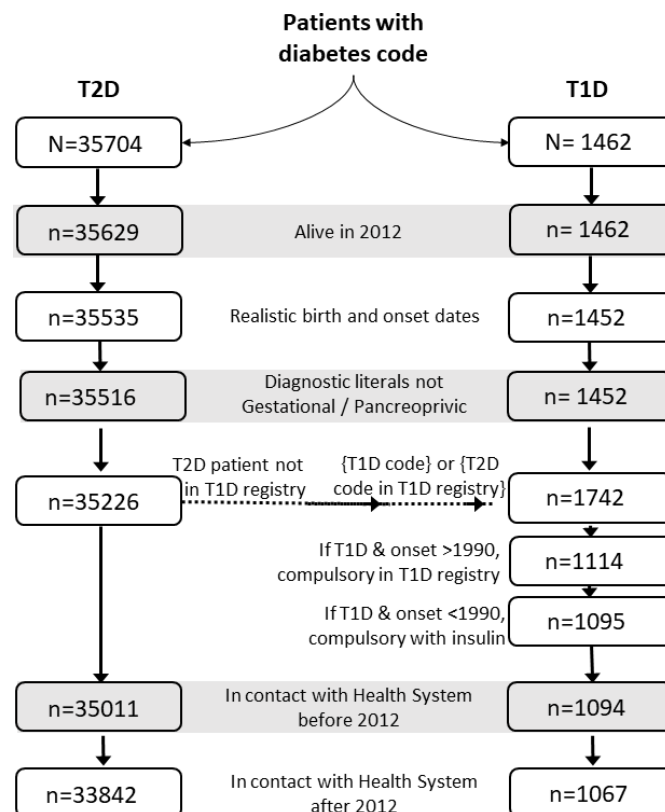 Patients with
diabetes code
T2D
T1D
N=35704
N= 1462
n=35629
Alive in 2012
n= 1462
n=35535
Realistic birth and onset dates
n=1452
n=35516
Diagnostic literals not
Gestational / Pancreoprivic
n= 1452
n=35226
T2D patient not
in T1D registry
{T1D code} or {T2D
code in T1D registry}
n=1742
If T1D & onset >1990,
compulsory in T1D registry
n=1114
If T1D & onset <1990,
compulsory with insulin
n=1095
n=35011
In contact with Health System
before 2012
n=1094
n=33842
In contact with Health System
after 2012
n=1067